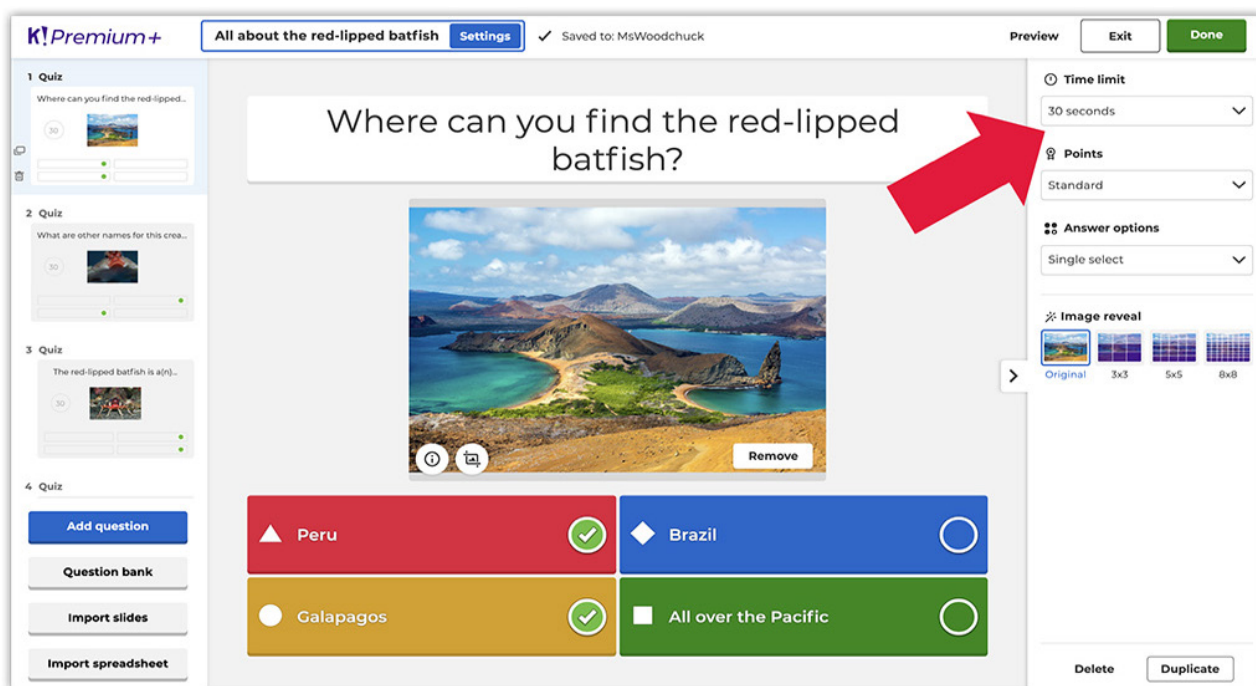 K! Premium+
All about the red-lipped batfish
Settings
Saved to: MsWoodchuck
Preview
Exit
Done
1 Quiz
Where can you find the red-lipped...
30
2 Quiz
What are other names for this crea...
30
3 Quiz
The red-lipped batfish is a(n)...
30
4 Quiz
Add question
Question bank
Import slides
Import spreadsheet
Where can you find the red-lipped
batfish?
Remove
Peru
Brazil
Galapagos
All over the Pacific
Time limit
30 seconds
Points
Standard
Answer options
Single select
Image reveal
Original
3x3
5x5
8x8
Delete
Duplicate